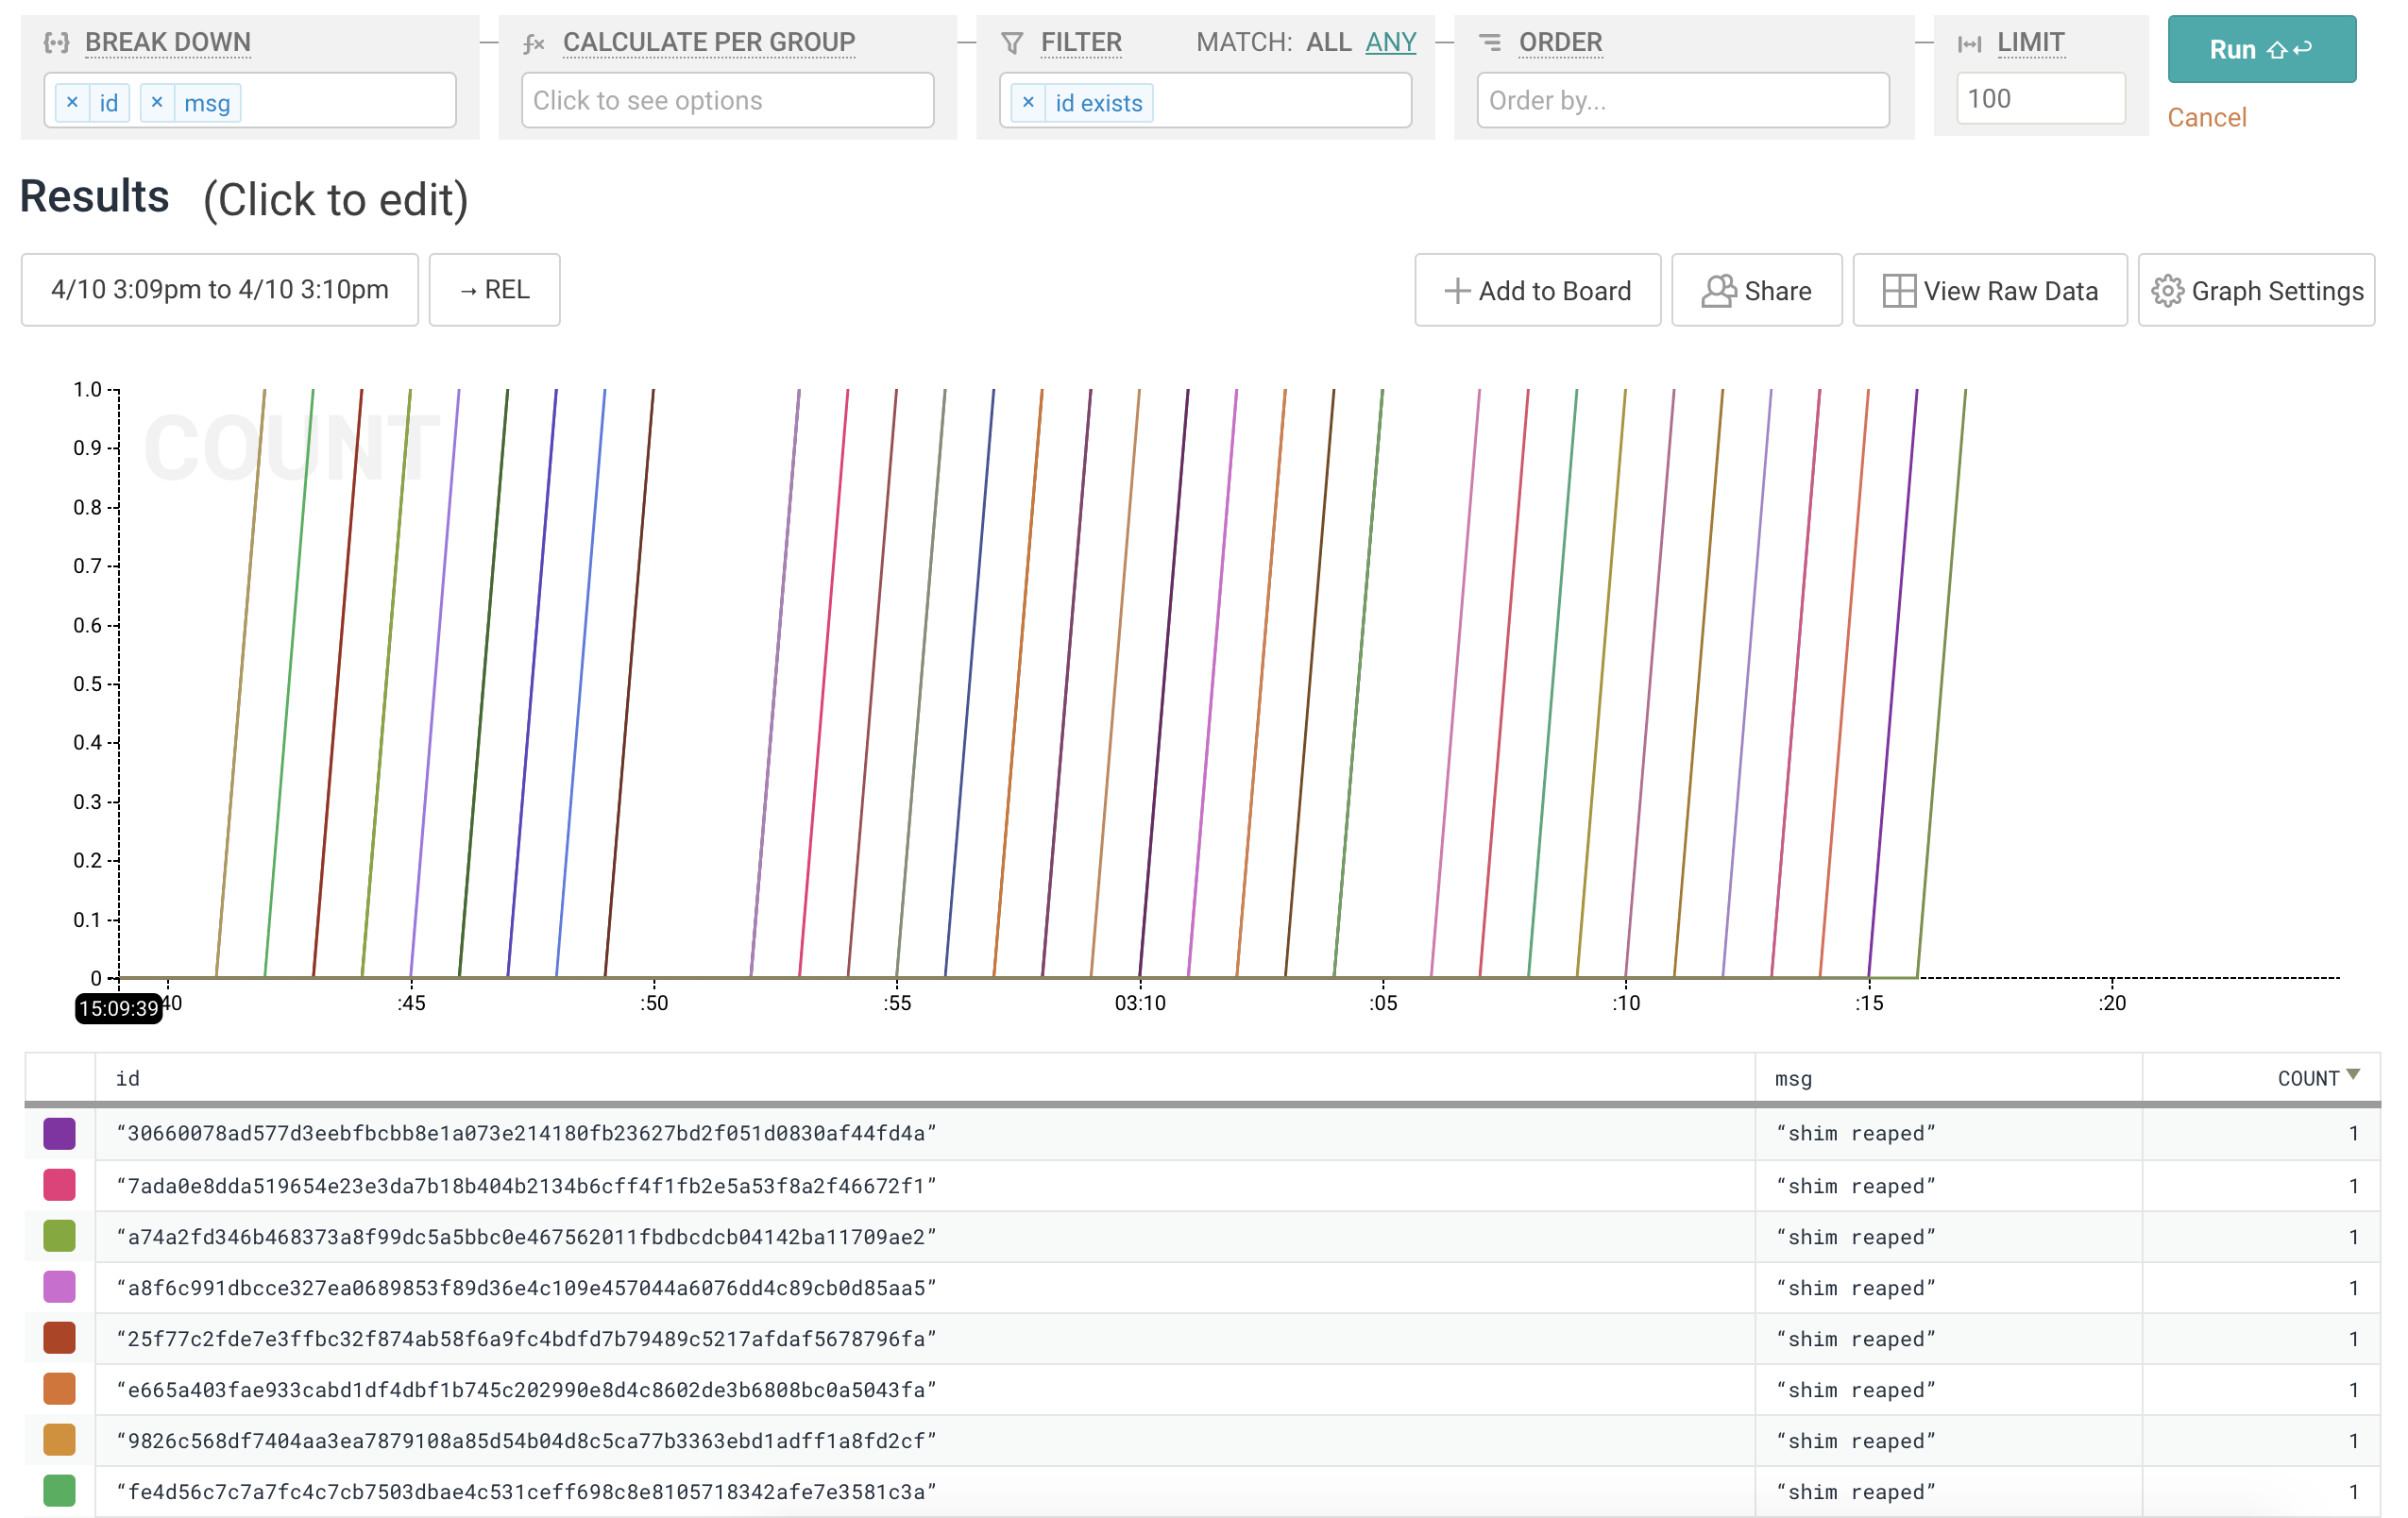 BREAK DOWN CALCULATE PER GROUP FILTER MATCH: ALL ANY ORDER LIMIT Run
× id × msg Click to see options × id exists Order by... 100
Cancel
Results (Click to edit)
4/10 3:09pm to 4/10 3:10pm → REL Add to Board Share View Raw Data Graph Settings
COUNT
1.0
0.9
0.8
0.7
0.6
0.5
0.4
0.3
0.2
0.1
0
15:09:39 40 :45 :50 :55 03:10 :05 :10 :15 :20
id msg COUNT
“30660078ad577d3eebfbcbb8e1a073e214180fb23627bd2f051d0830af44fd4a” “shim reaped” 1
“7ada0e8dda519654e23e3da7b18b404b2134b6cff4f1fb2e5a53f8a2f46672f1” “shim reaped” 1
“a74a2fd346b468373a8f99dc5a5bbc0e467562011fbdbcdcb04142ba11709ae2” “shim reaped” 1
“a8f6c991dbcce327ea0689853f89d36e4c109e457044a6076dd4c89cb0d85aa5” “shim reaped” 1
“25f77c2fde7e3ffbc32f874ab58f6a9fc4bdfd7b79489c5217afdaf5678796fa” “shim reaped” 1
“e665a403fae933cabd1df4dbf1b745c202990e8d4c8602de3b6808bc0a5043fa” “shim reaped” 1
“9826c568df7404aa3ea7879108a85d54b04d8c5ca77b3363ebd1adff1a8fd2cf” “shim reaped” 1
“fe4d56c7c7a7fc4c7cb7503dbae4c531ceff698c8e8105718342afe7e3581c3a” “shim reaped” 1